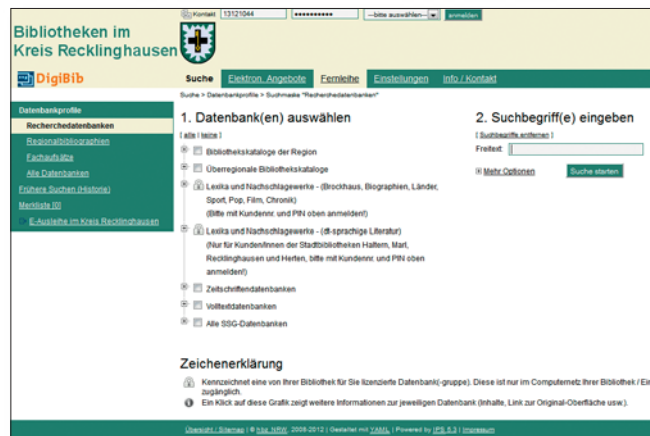 Kontakt 13121044 ---bitte auswählen--- anmelden
Bibliotheken im
Kreis Recklinghausen
DigiBib
Suche Elektron. Angebote Fernleihe Einstellungen Info / Kontakt
Suche > Datenbankprofile > Suchmaske "Recherchedatenbanken"
Datenbankprofile
Recherchedatenbanken
Regionalbibliographien
Fachaufsätze
Alle Datenbanken
Frühere Suchen (Historie)
Merkliste [0]
E-Ausleihe im Kreis Recklinghausen
1. Datenbank(en) auswählen
[ alle | keine ]
Bibliothekskataloge der Region
Überregionale Bibliothekskataloge
Lexika und Nachschlagewerke - (Brockhaus, Biographien, Länder,
Sport, Pop, Film, Chronik)
(Bitte mit Kundennr. und PIN oben anmelden!)
Lexika und Nachschlagewerke - (dt-sprachige Literatur)
(Nur für Kunden/innen der Stadtbibliotheken Haltern, Marl,
Recklinghausen und Herten, bitte mit Kundennr. und PIN oben
anmelden!)
Zeitschriftendatenbanken
Volltextdatenbanken
Alle SSG-Datenbanken
2. Suchbegriff(e) eingeben
[ Suchbegriffe entfernen ]
Freitext:
Mehr Optionen Suche starten
Zeichenerklärung
Kennzeichnet eine von Ihrer Bibliothek für Sie lizenzierte Datenbank(-gruppe). Diese ist nur im Computernetz Ihrer Bibliothek / Ein
zugänglich.
Ein Klick auf diese Grafik zeigt weitere Informationen zur jeweiligen Datenbank (Inhalte, Link zur Original-Oberfläche usw.).
Übersicht / Sitemap | © hbz NRW, 2008-2012 | Gestaltet mit YAML | Powered by IPS 5.3 | Impressum